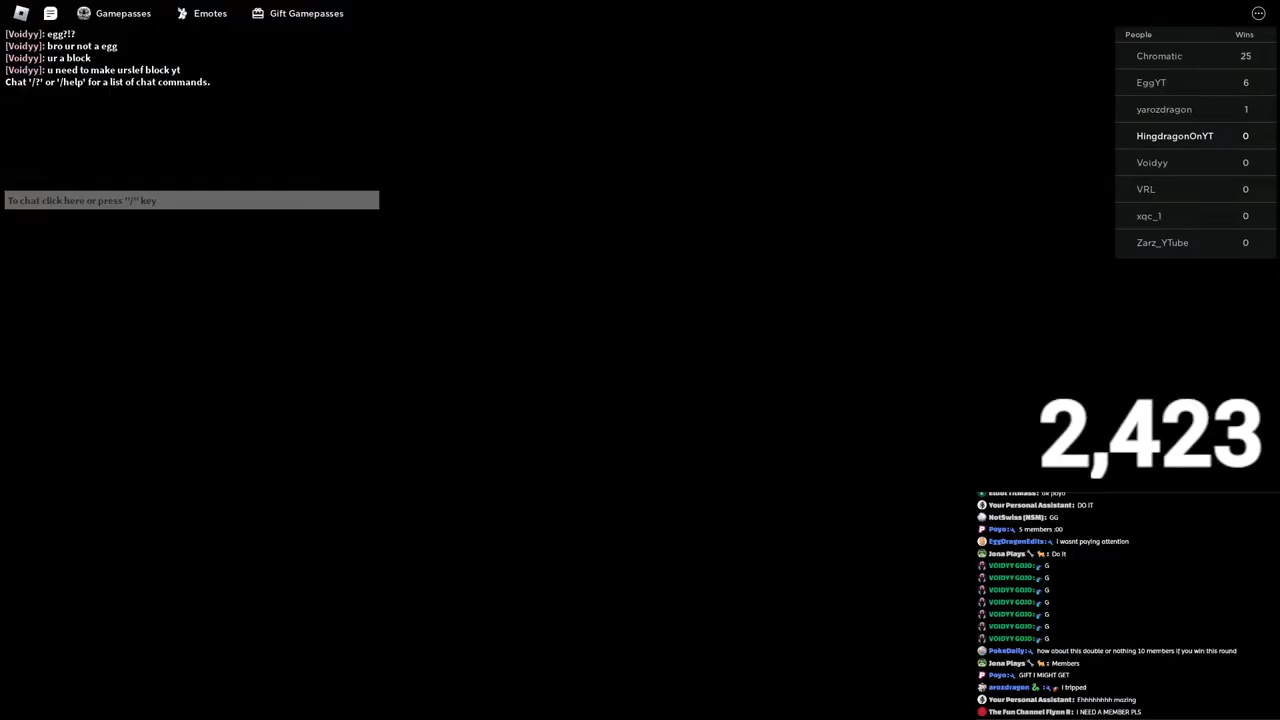 Gamepasses Emotes Gift Gamepasses
[Voidyy]: egg?!?
[Voidyy]: bro ur not a egg
[Voidyy]: ur a block
[Voidyy]: u need to make urslef block yt
Chat '/?' or '/help' for a list of chat commands.
To chat click here or press "/" key
People Wins
Chromatic 25
EggYT 6
yarozdragon 1
HingdragonOnYT 0
Voidyy 0
VRL 0
xqc_1 0
Zarz_YTube 0
2,423
Your Personal Assistant: DO IT
NotSwiss [NSM]: GG
Poyo: 5 members :00
EggDragonEdits: I wasnt paying attention
Jona Plays: Do It
VOIDYY GOJO: G
VOIDYY GOJO: G
VOIDYY GOJO: G
VOIDYY GOJO: G
VOIDYY GOJO: G
VOIDYY GOJO: G
VOIDYY GOJO: G
PokeDaily: how about this double or nothing 10 members if you win this round
Jona Plays: Members
Poyo: GIFT I MIGHT GET
arozdragon: I tripped
Your Personal Assistant: Ehhhhhhhh mazing
The Fun Channel Flynn R: I NEED A MEMBER PLS